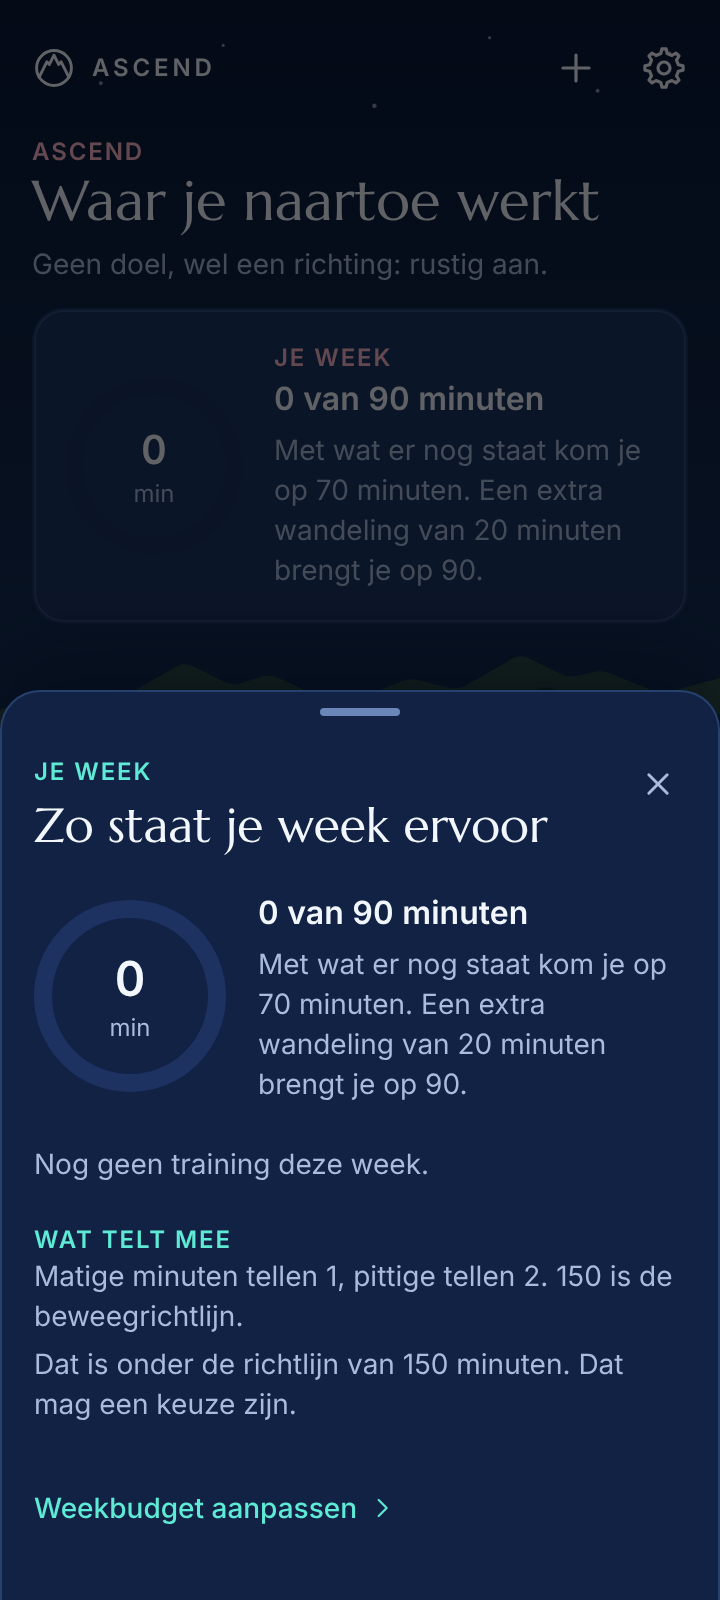 ASCEND
ASCEND
Waar je naartoe werkt
Geen doel, wel een richting: rustig aan.
JE WEEK
0 van 90 minuten
0
min
Met wat er nog staat kom je
op 70 minuten. Een extra
wandeling van 20 minuten
brengt je op 90.
JE WEEK
Zo staat je week ervoor
0 van 90 minuten
0
min
Met wat er nog staat kom je op
70 minuten. Een extra
wandeling van 20 minuten
brengt je op 90.
Nog geen training deze week.
WAT TELT MEE
Matige minuten tellen 1, pittige tellen 2. 150 is de
beweegrichtlijn.
Dat is onder de richtlijn van 150 minuten. Dat
mag een keuze zijn.
Weekbudget aanpassen